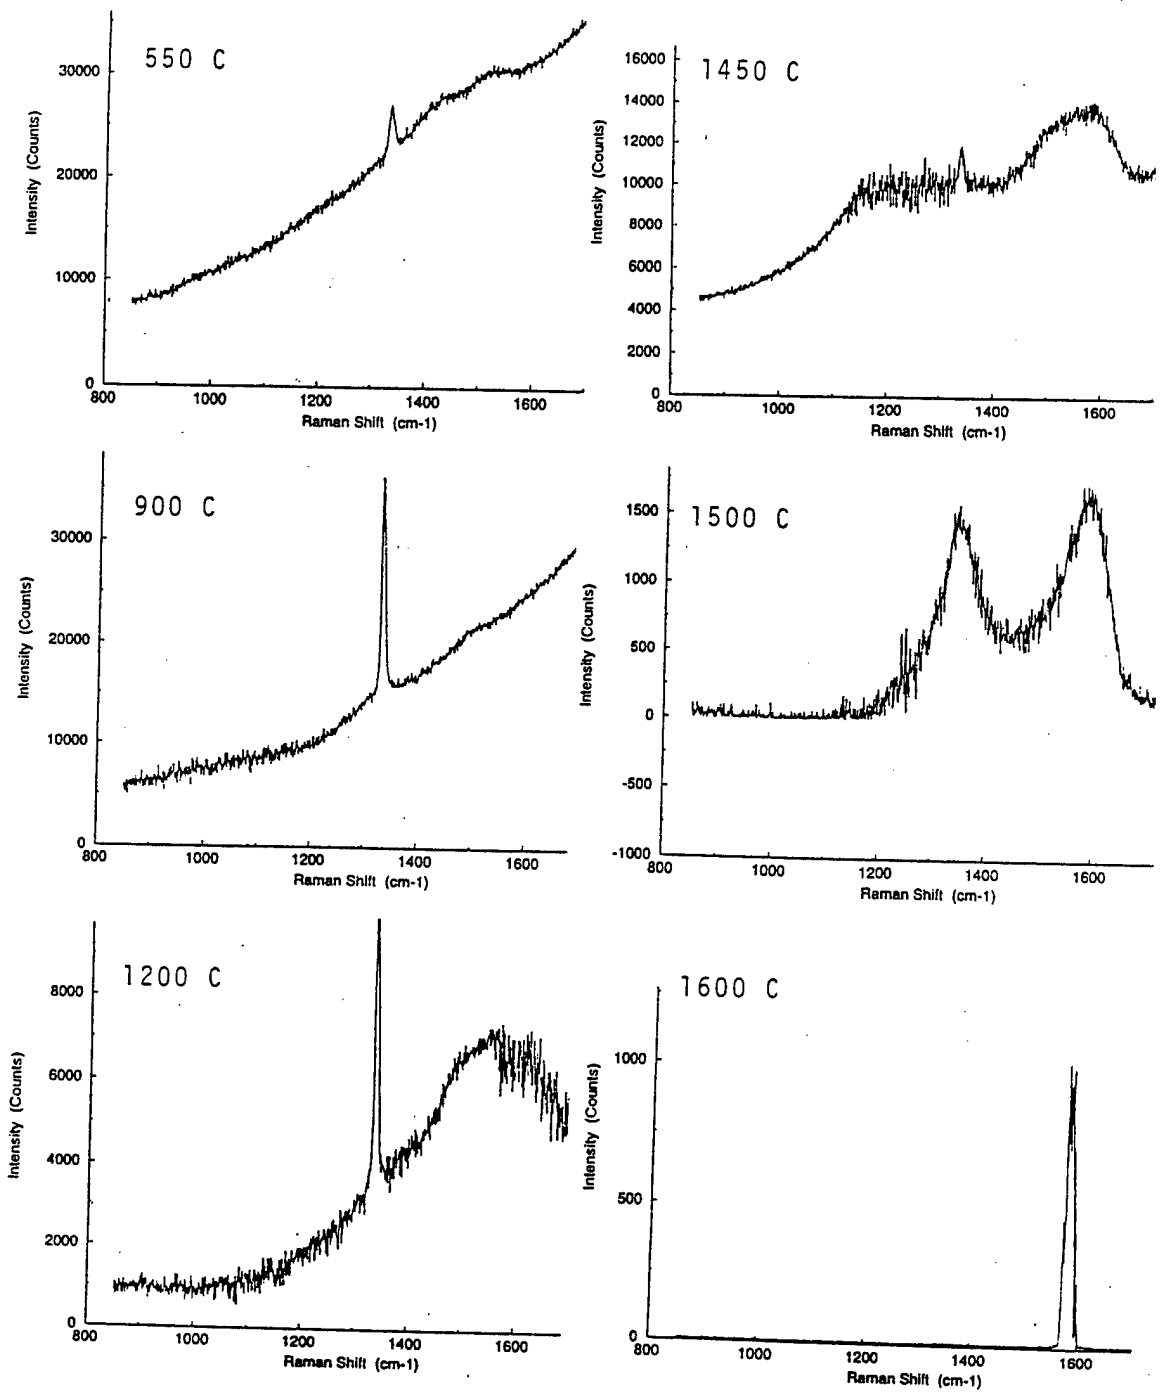 550 C
30000
20000
10000
0
Intensity (Counts)
800 1000 1200 1400 1600
Raman Shift (cm-1)
1450 C
16000
14000
12000
10000
8000
6000
4000
2000
0
Intensity (Counts)
800 1000 1200 1400 1600
Raman Shift (cm-1)
900 C
30000
20000
10000
0
Intensity (Counts)
800 1000 1200 1400 1600
Raman Shift (cm-1)
1500 C
1500
1000
500
0
-500
-1000
Intensity (Counts)
800 1000 1200 1400 1600
Raman Shift (cm-1)
1200 C
8000
6000
4000
2000
0
Intensity (Counts)
800 1000 1200 1400 1600
Raman Shift (cm-1)
1600 C
1000
500
0
Intensity (Counts)
800 1000 1200 1400 1600
Raman Shift (cm-1)